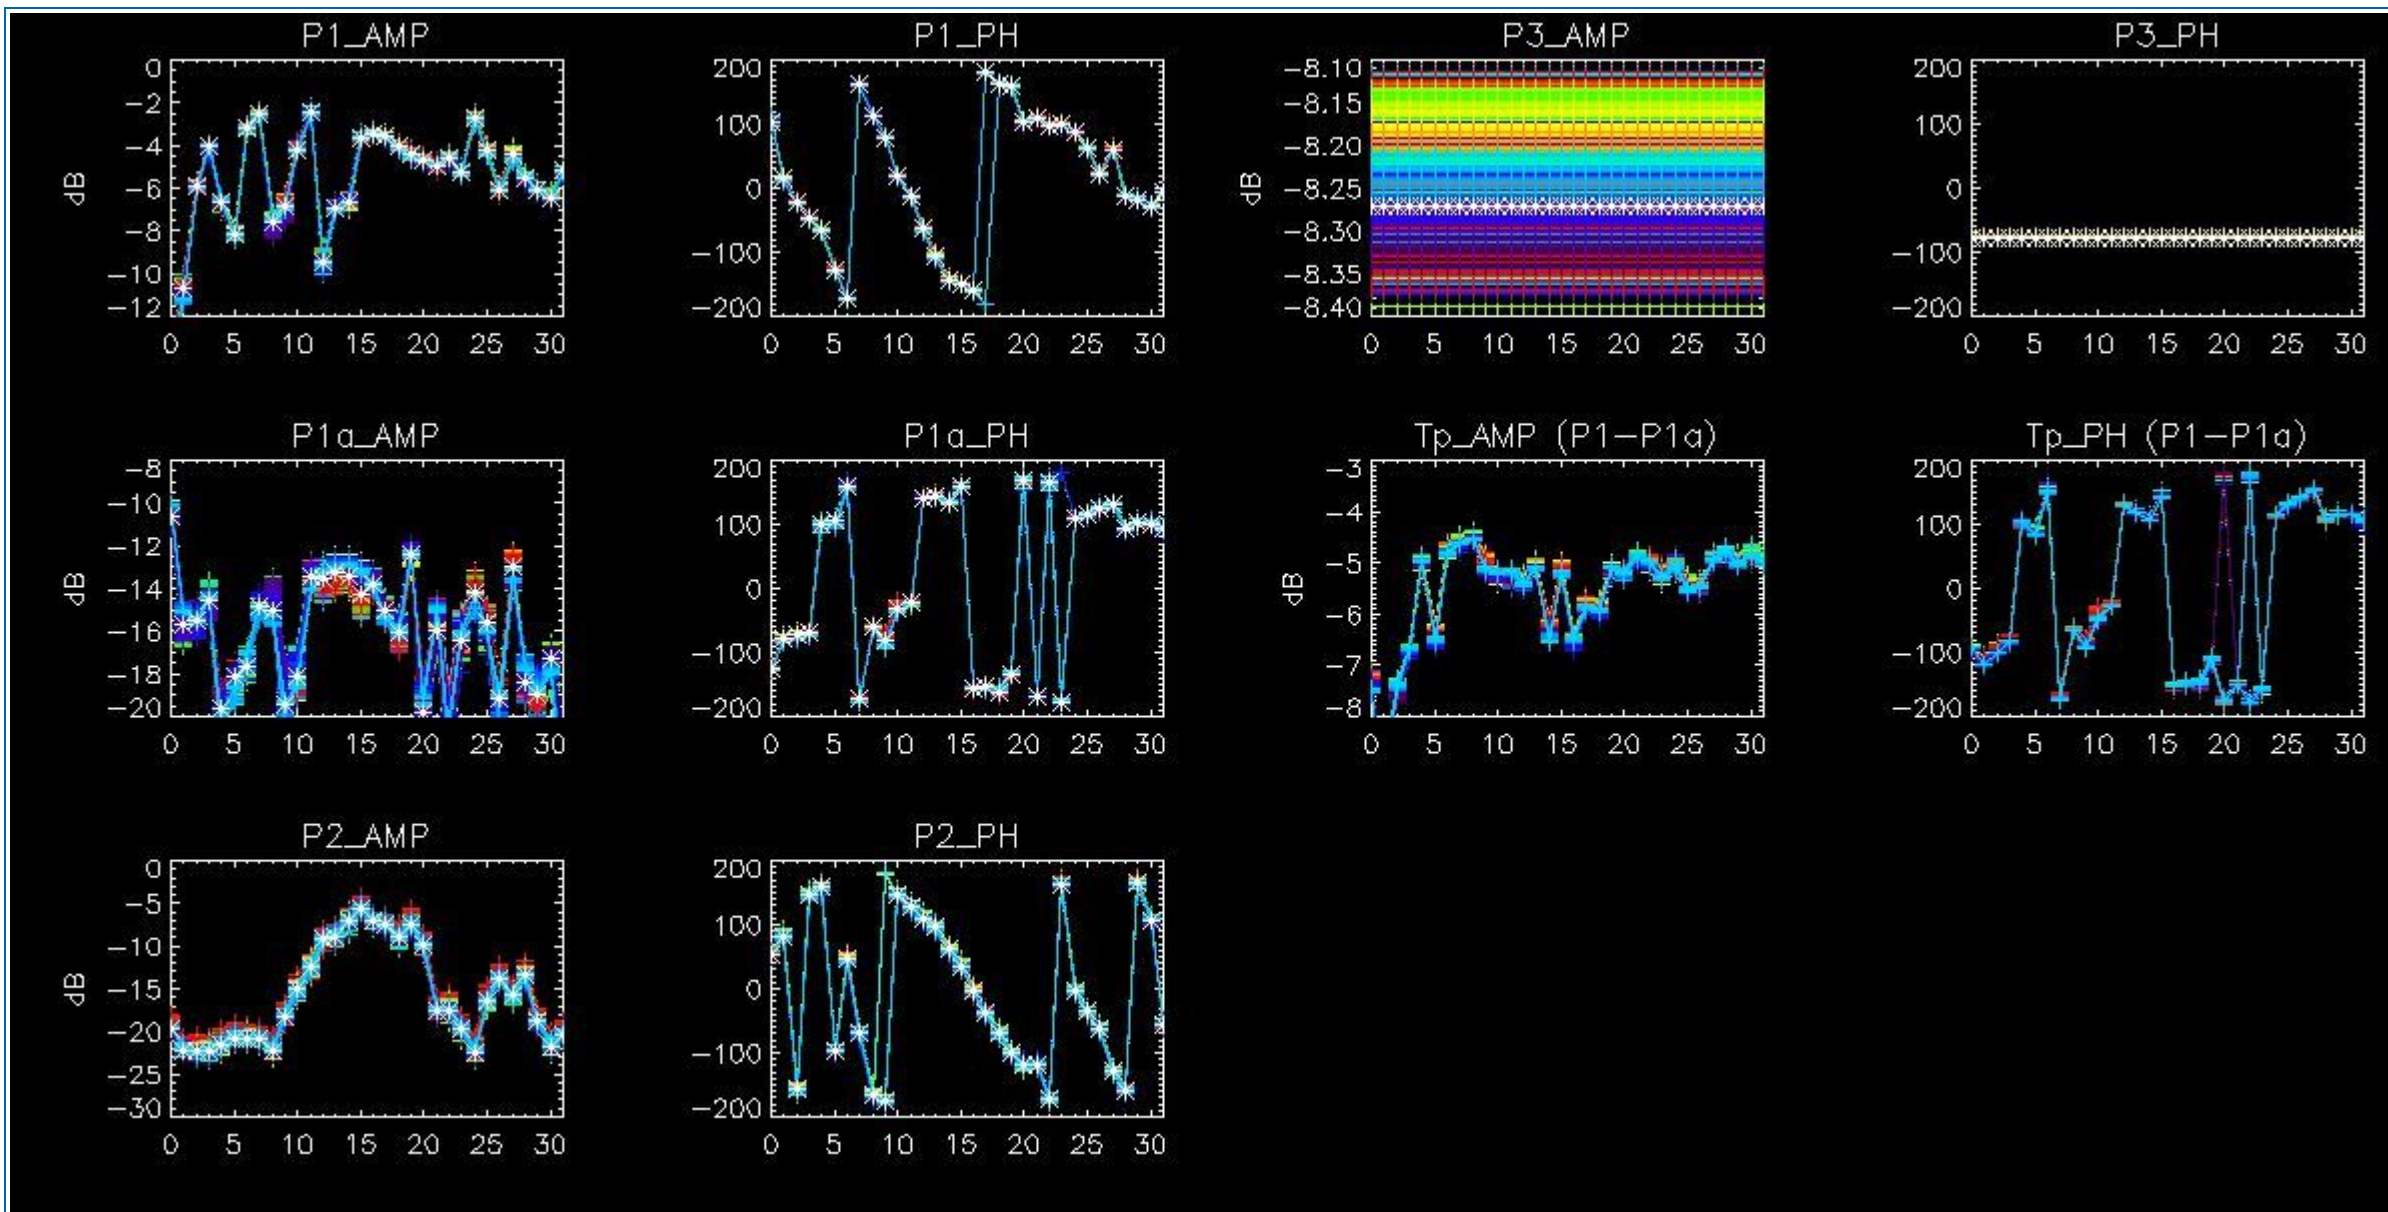 P1_AMP P1_PH P3_AMP P3_PH
0 200 -8.10 200
-2 100 -8.15 100
-4 0 -8.20 0
-6 -100 -8.25 -100
-8 -200 -8.30 -200
-10 -8.35
-12 -8.40
dB dB
0 5 10 15 20 25 30 0 5 10 15 20 25 30 0 5 10 15 20 25 30 0 5 10 15 20 25 30
P1a_AMP P1a_PH Tp_AMP (P1-P1a) Tp_PH (P1-P1a)
-8 200 -3 200
-10 100 -4 100
-12 0 -5 0
-14 -100 -6 -100
-16 -200 -7 -200
-18 -8
-20
dB dB
0 5 10 15 20 25 30 0 5 10 15 20 25 30 0 5 10 15 20 25 30 0 5 10 15 20 25 30
P2_AMP P2_PH
0 200
-5 100
-10 0
-15 -100
-20 -200
-25
-30
dB
0 5 10 15 20 25 30 0 5 10 15 20 25 30